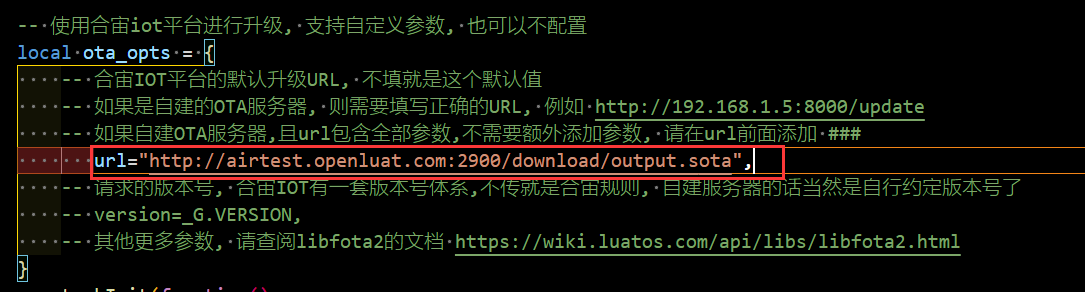 -- 使用合宙iot平台进行升级, 支持自定义参数, 也可以不配置
local ota_opts = {
    -- 合宙IOT平台的默认升级URL, 不填就是这个默认值
    -- 如果是自建的OTA服务器, 则需要填写正确的URL, 例如 http://192.168.1.5:8000/update
    -- 如果自建OTA服务器,且url包含全部参数,不需要额外添加参数, 请在url前面添加 ###
    url="http://airtest.openluat.com:2900/download/output.sota",
    -- 请求的版本号, 合宙IOT有一套版本号体系,不传就是合宙规则, 自建服务器的话当然是自行约定版本号了
    -- version=_G.VERSION,
    -- 其他更多参数, 请查阅libfota2的文档 https://wiki.luatos.com/api/libs/libfota2.html
}